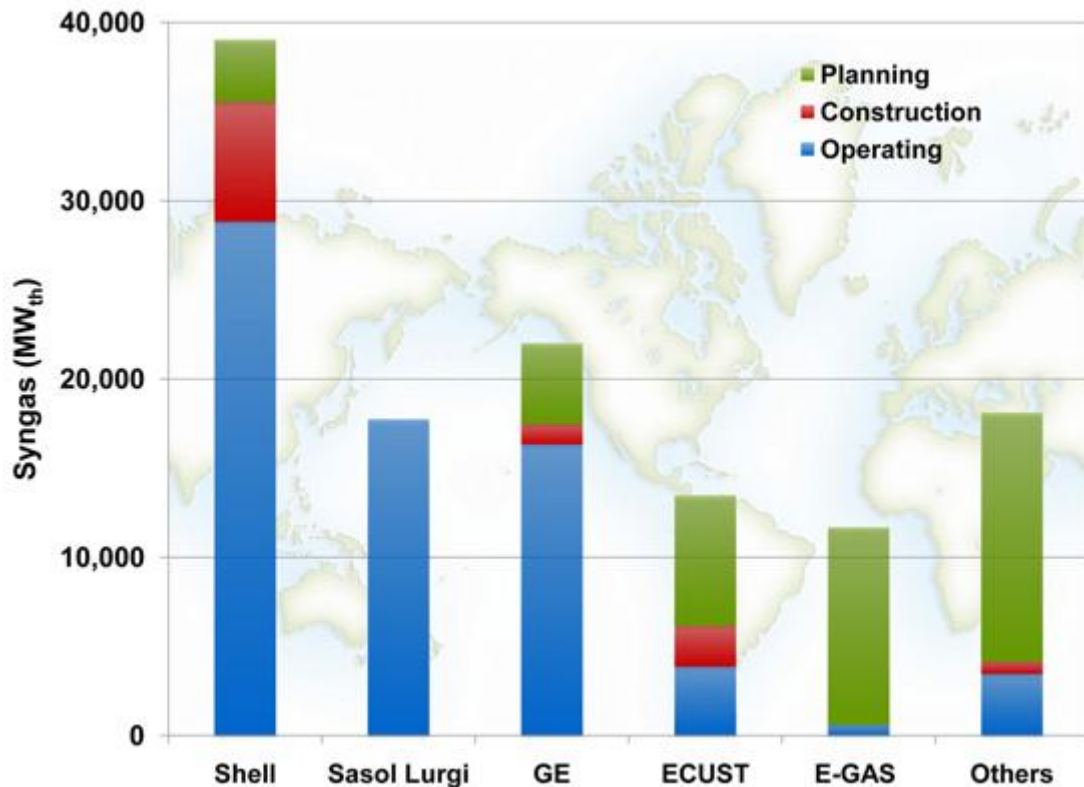 40,000
30,000
20,000
10,000
0
Syngas (MWth)
Planning
Construction
Operating
Shell Sasol Lurgi GE ECUST E-GAS Others